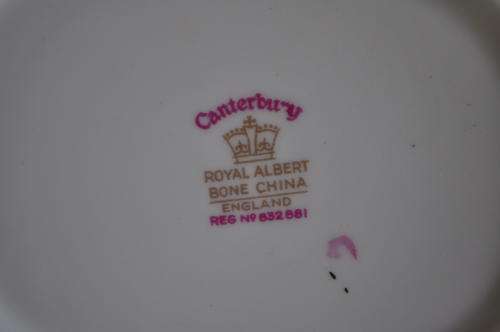 Canterbury
ROYAL ALBERT
BONE CHINA
ENGLAND
REG Nº 832881